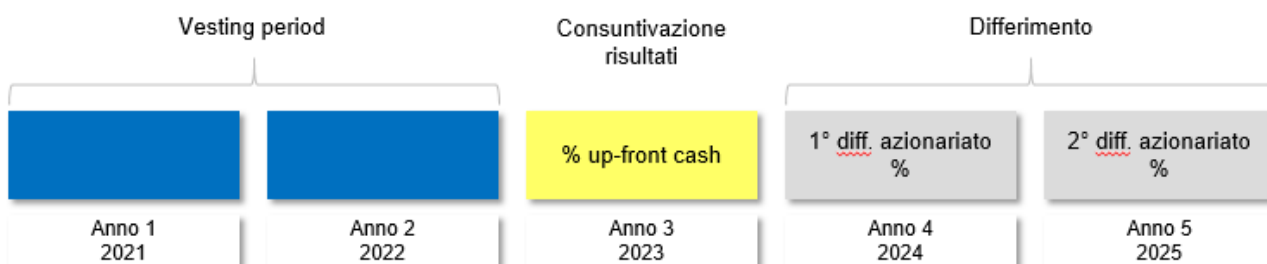 Vesting period
Consuntivazione
risultati
Differimento
% up-front cash
1° diff. azionariato
%
2° diff. azionariato
%
Anno 1
2021
Anno 2
2022
Anno 3
2023
Anno 4
2024
Anno 5
2025